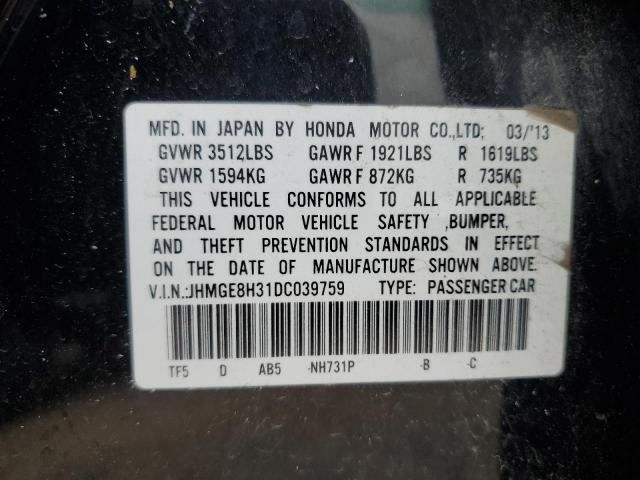 MFD. IN JAPAN BY HONDA MOTOR CO.,LTD; 03/'13
GVWR 3512LBS GAWR F 1921LBS R 1619LBS
GVWR 1594KG GAWR F 872KG R 735KG
THIS VEHICLE CONFORMS TO ALL APPLICABLE
FEDERAL MOTOR VEHICLE SAFETY ,BUMPER,
AND THEFT PREVENTION STANDARDS IN EFFECT
ON THE DATE OF MANUFACTURE SHOWN ABOVE.
V.I.N.:JHMGE8H31DC039759 TYPE: PASSENGER CAR
TF5 D AB5 -NH731P -B -C